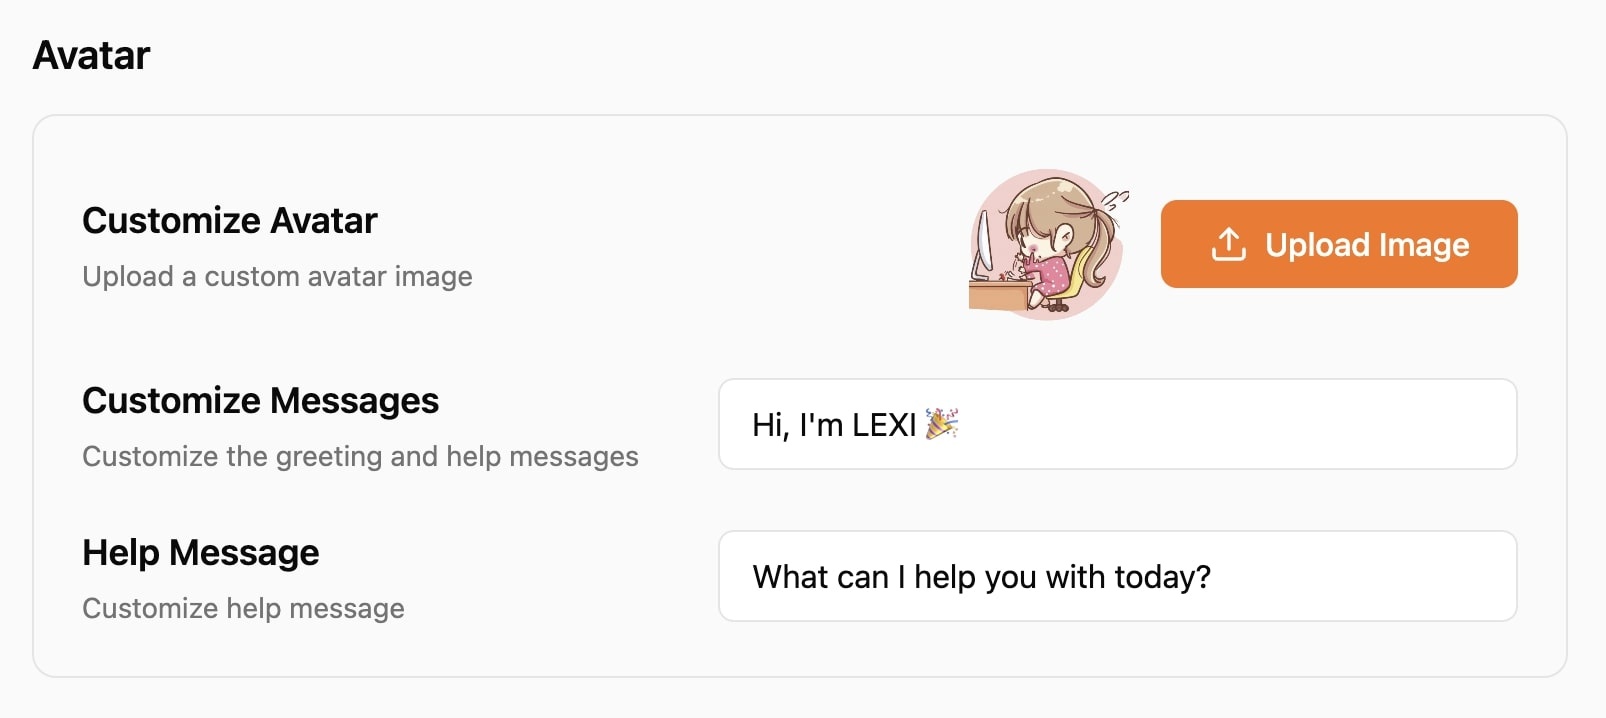 Avatar
Customize Avatar
Upload a custom avatar image
Upload Image
Customize Messages
Customize the greeting and help messages
Hi, I'm LEXI 🎉
Help Message
Customize help message
What can I help you with today?